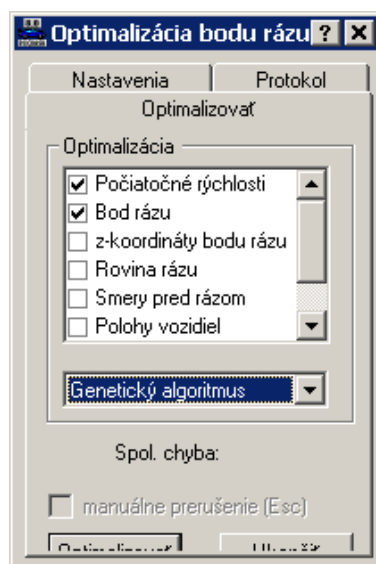 Optimalizácia bodu rázu
Nastavenia Protokol
Optimalizovať
Optimalizácia
Počiatočné rýchlosti
Bod rázu
z-koordináty bodu rázu
Rovina rázu
Smery pred rázom
Polohy vozidiel
Genetický algoritmus
Spol. chyba:
manuálne prerušenie (Esc)
Optimalizovať